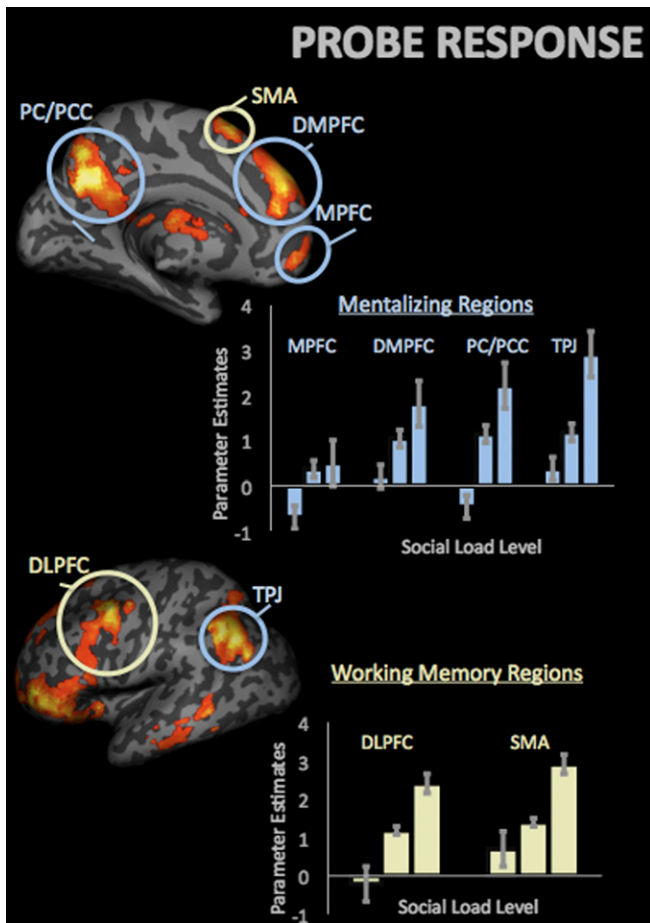 PROBE RESPONSE
SMA
PC/PCC
DMPFC
MPFC
Mentalizing Regions
MPFC DMPFC PC/PCC TPJ
4
3
2
1
0
-1
Parameter Estimates
Social Load Level
DLPFC
TPJ
Working Memory Regions
DLPFC SMA
4
3
2
1
0
-1
Parameter Estimates
Social Load Level